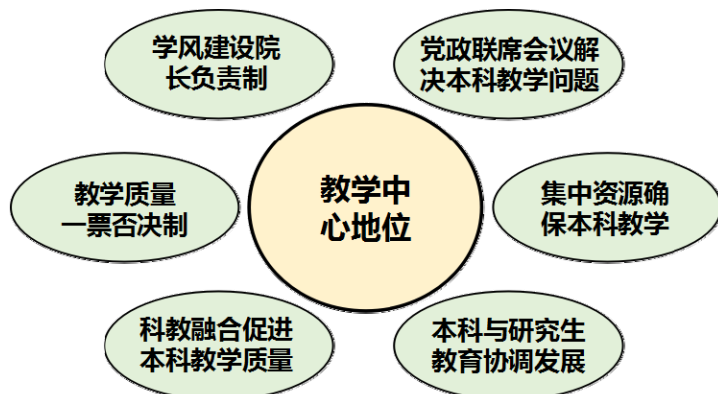 学风建设院
长负责制
党政联席会议解
决本科教学问题
教学质量
一票否决制
教学中
心地位
集中资源确
保本科教学
科教融合促进
本科教学质量
本科与研究生
教育协调发展